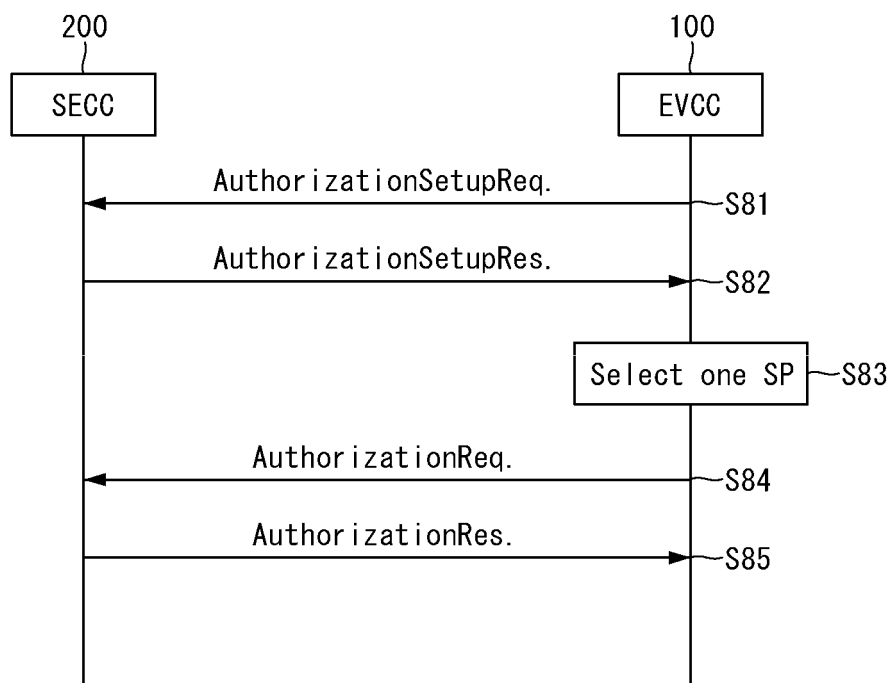 200
100
SECC
EVCC
AuthorizationSetupReq.
S81
AuthorizationSetupRes.
S82
Select one SP
S83
AuthorizationReq.
S84
AuthorizationRes.
S85